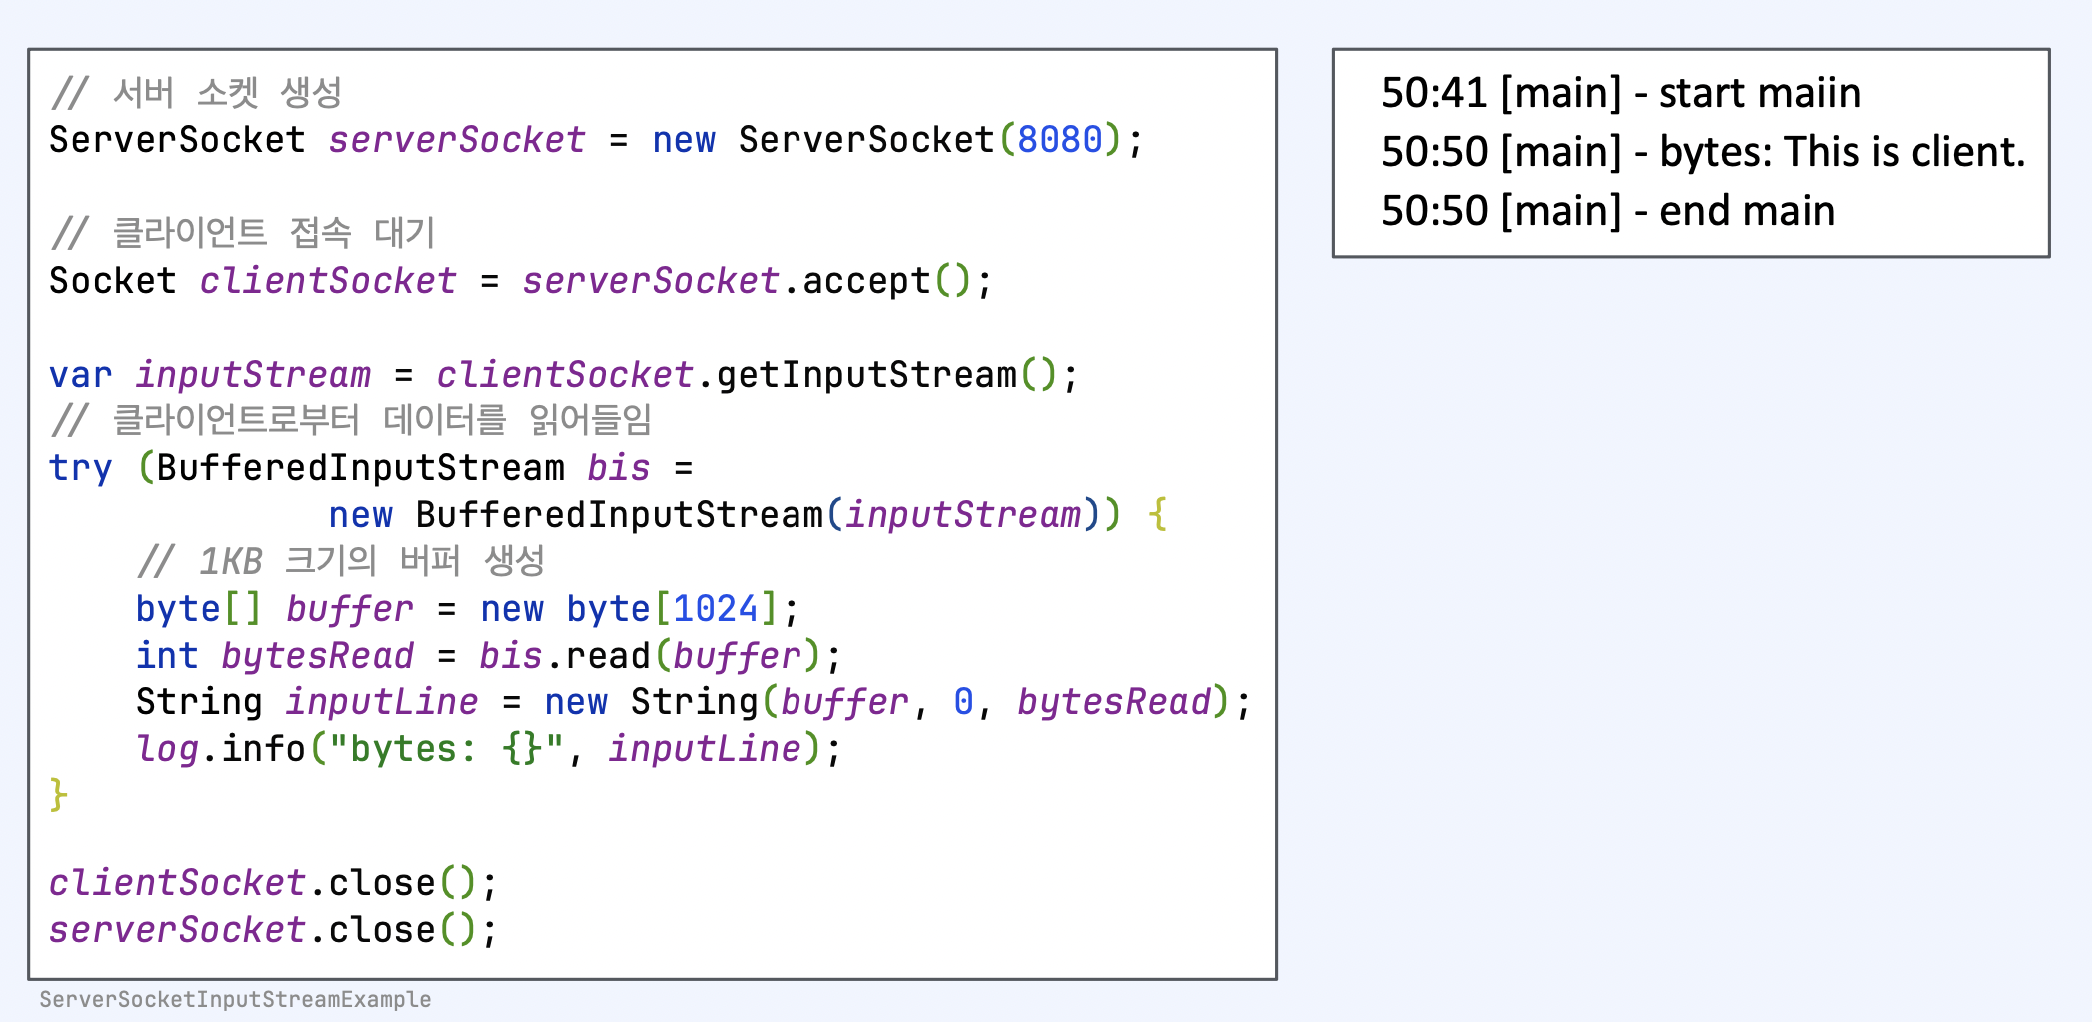 // 서버 소켓 생성
ServerSocket serverSocket = new ServerSocket(8080);
// 클라이언트 접속 대기
Socket clientSocket = serverSocket.accept();
var inputStream = clientSocket.getInputStream();
// 클라이언트로부터 데이터를 읽어들임
try (BufferedInputStream bis =
new BufferedInputStream(inputStream)) {
// 1KB 크기의 버퍼 생성
byte[] buffer = new byte[1024];
int bytesRead = bis.read(buffer);
String inputLine = new String(buffer, 0, bytesRead);
log.info("bytes: {}", inputLine);
}
clientSocket.close();
serverSocket.close();
ServerSocketInputStreamExample
50:41 [main] - start maiin
50:50 [main] - bytes: This is client.
50:50 [main] - end main